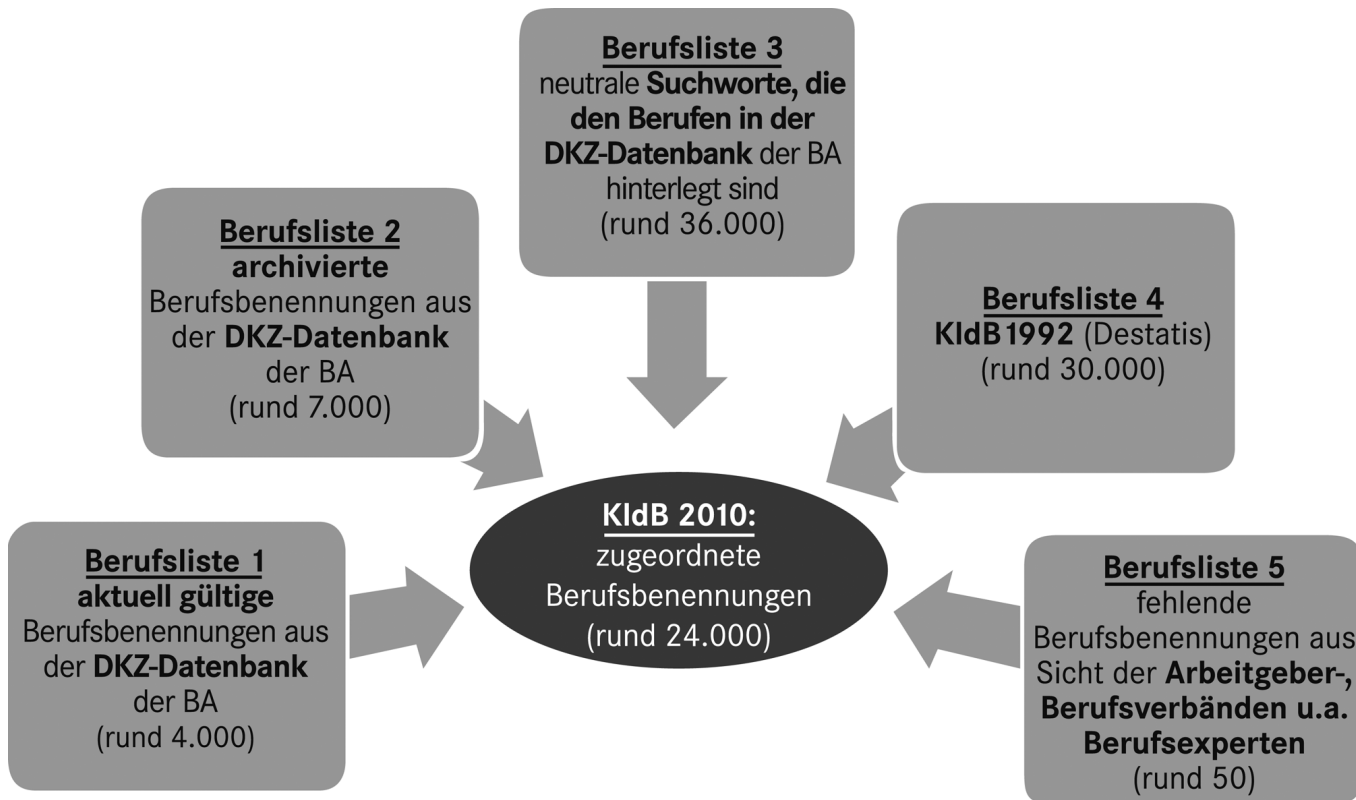 Berufsliste 3
neutrale Suchworte, die
den Berufen in der
DKZ-Datenbank der BA
hinterlegt sind
(rund 36.000)
Berufsliste 2
archivierte
Berufsbenennungen aus
der DKZ-Datenbank
der BA
(rund 7.000)
Berufsliste 4
KldB 1992 (Destatis)
(rund 30.000)
KldB 2010:
zugeordnete
Berufsbenennungen
(rund 24.000)
Berufsliste 1
aktuell gültige
Berufsbenennungen aus
der DKZ-Datenbank
der BA
(rund 4.000)
Berufsliste 5
fehlende
Berufsbenennungen aus
Sicht der Arbeitgeber-,
Berufsverbänden u.a.
Berufsexperten
(rund 50)